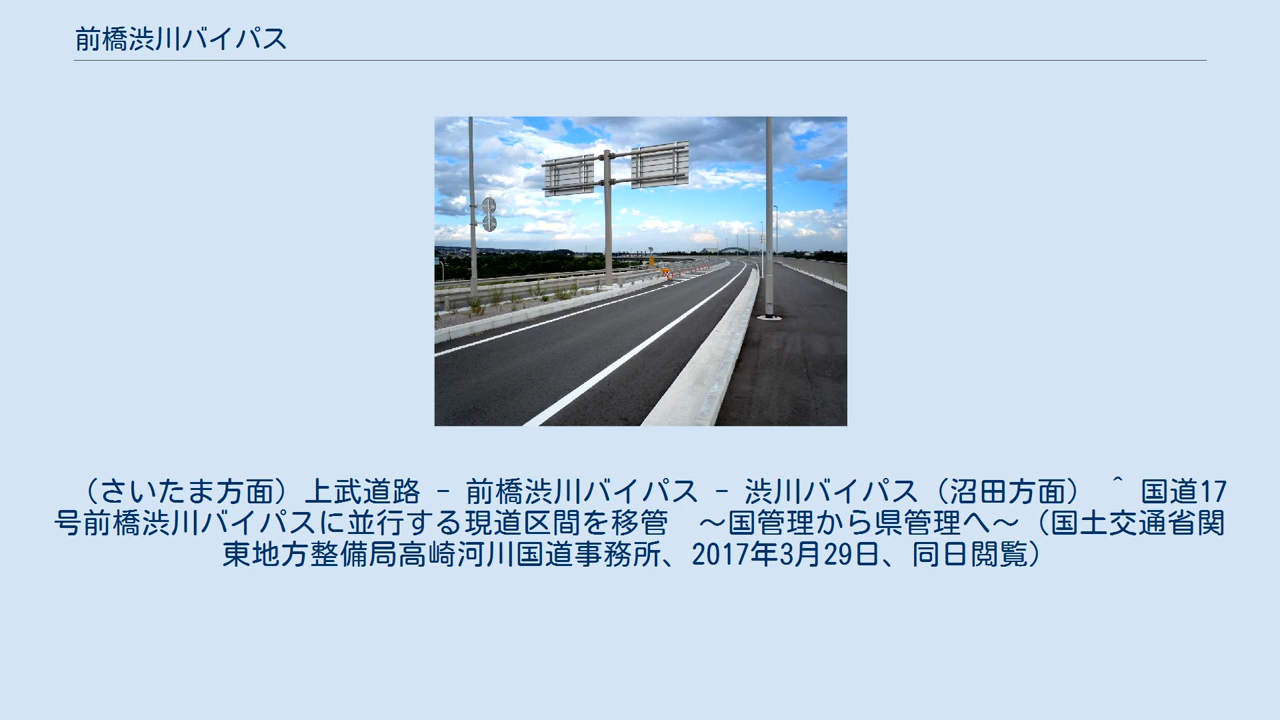 前橋渋川バイパス
（さいたま方面）上武道路 - 前橋渋川バイパス - 渋川バイパス（沼田方面） ^ 国道17
号前橋渋川バイパスに並行する現道区間を移管　～国管理から県管理へ～（国土交通省関
東地方整備局高崎河川国道事務所、2017年3月29日、同日閲覧）